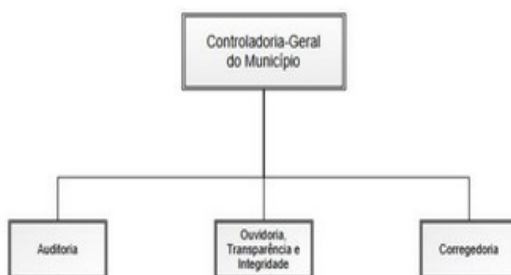 Controladoria-Geral
do Município
Auditoria
Ouvidoria,
Transparência e
Integridade
Corregedoria